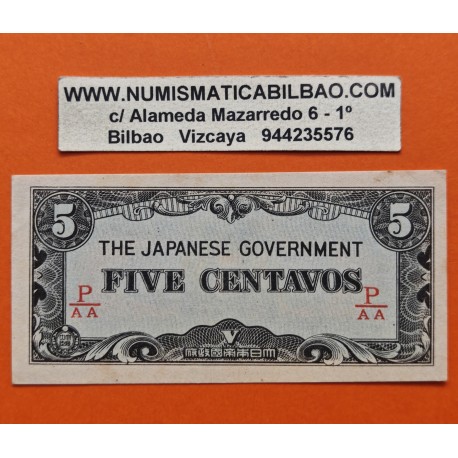 WWW.NUMISMATICABILBAO.COM
c/ Alameda Mazarredo 6 - 1º
Bilbao Vizcaya 944235576
5 5
THE JAPANESE GOVERNMENT
FIVE CENTAVOS
P/AA P/AA
V
府政國帝本日大